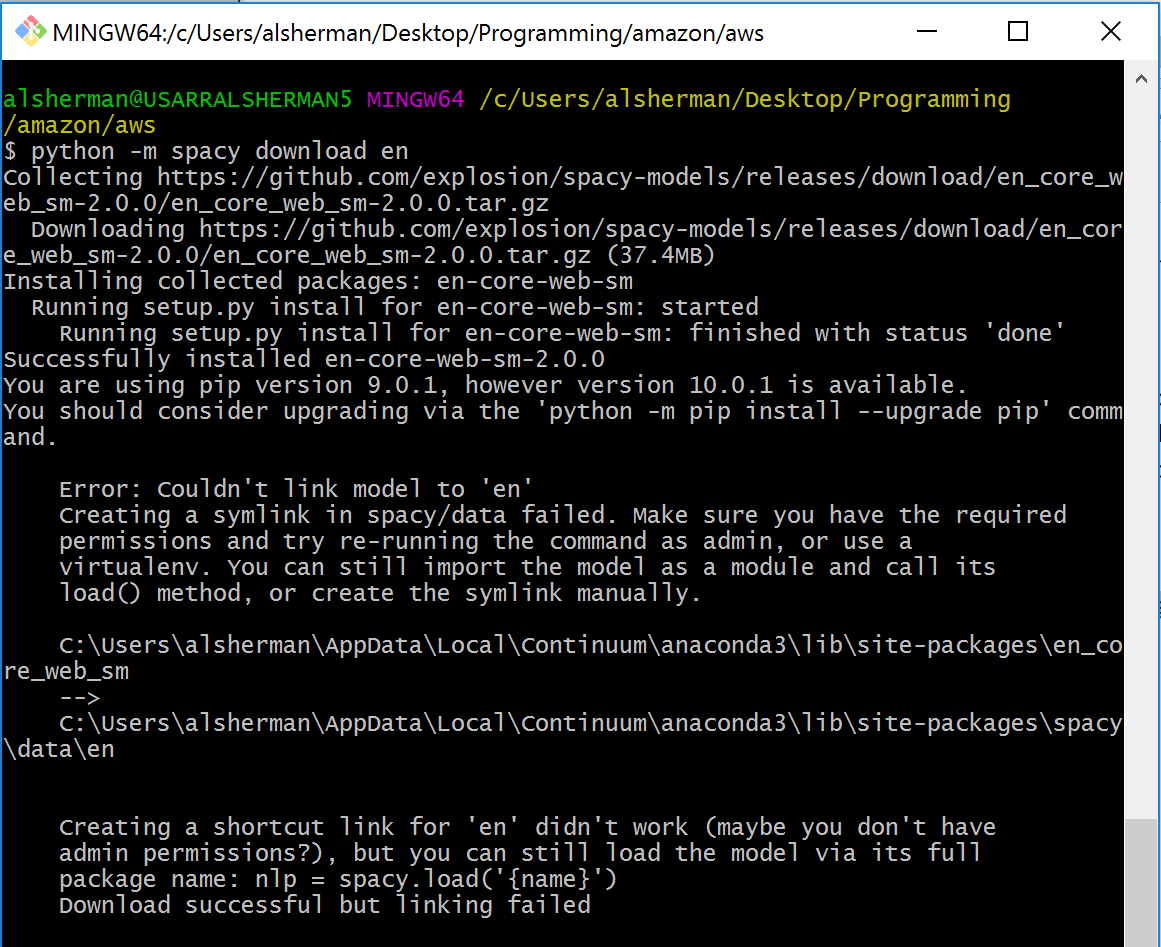 MINGW64:/c/Users/alsherman/Desktop/Programming/amazon/aws
alsherman@USARRALSHERMAN5 MINGW64 /c/Users/alsherman/Desktop/Programming
/amazon/aws
$ python -m spacy download en
Collecting https://github.com/explosion/spacy-models/releases/download/en_core_w
eb_sm-2.0.0/en_core_web_sm-2.0.0.tar.gz
  Downloading https://github.com/explosion/spacy-models/releases/download/en_cor
e_web_sm-2.0.0/en_core_web_sm-2.0.0.tar.gz (37.4MB)
Installing collected packages: en-core-web-sm
  Running setup.py install for en-core-web-sm: started
    Running setup.py install for en-core-web-sm: finished with status 'done'
Successfully installed en-core-web-sm-2.0.0
You are using pip version 9.0.1, however version 10.0.1 is available.
You should consider upgrading via the 'python -m pip install --upgrade pip' comm
and.
    Error: Couldn't link model to 'en'
    Creating a symlink in spacy/data failed. Make sure you have the required
    permissions and try re-running the command as admin, or use a
    virtualenv. You can still import the model as a module and call its
    load() method, or create the symlink manually.
    C:\Users\alsherman\AppData\Local\Continuum\anaconda3\lib\site-packages\en_co
re_web_sm
    -->
    C:\Users\alsherman\AppData\Local\Continuum\anaconda3\lib\site-packages\spacy
\data\en
    Creating a shortcut link for 'en' didn't work (maybe you don't have
    admin permissions?), but you can still load the model via its full
    package name: nlp = spacy.load('{name}')
    Download successful but linking failed